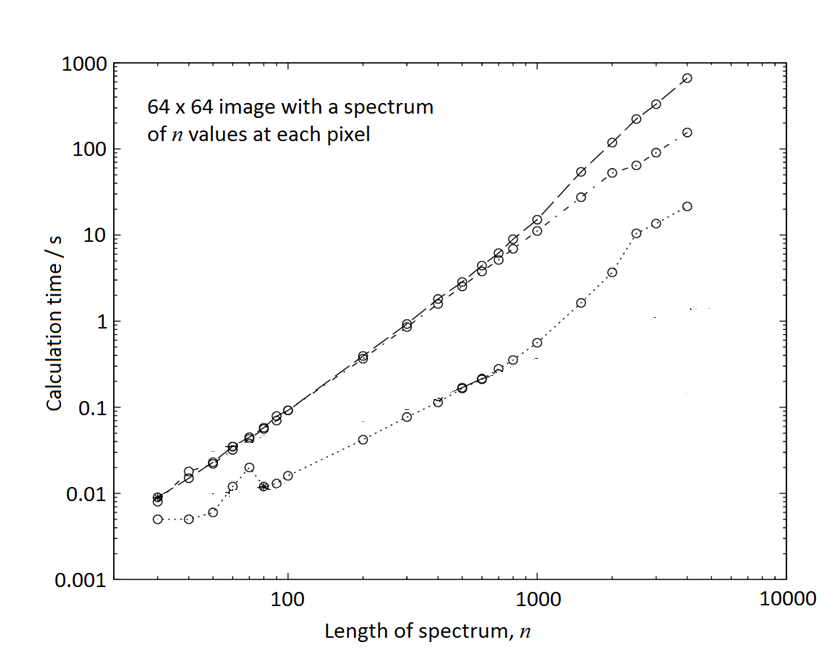 1000
64 x 64 image with a spectrum
of n values at each pixel
100
10
1
0.1
0.01
0.001
Calculation time / s
100
1000
10000
Length of spectrum, n